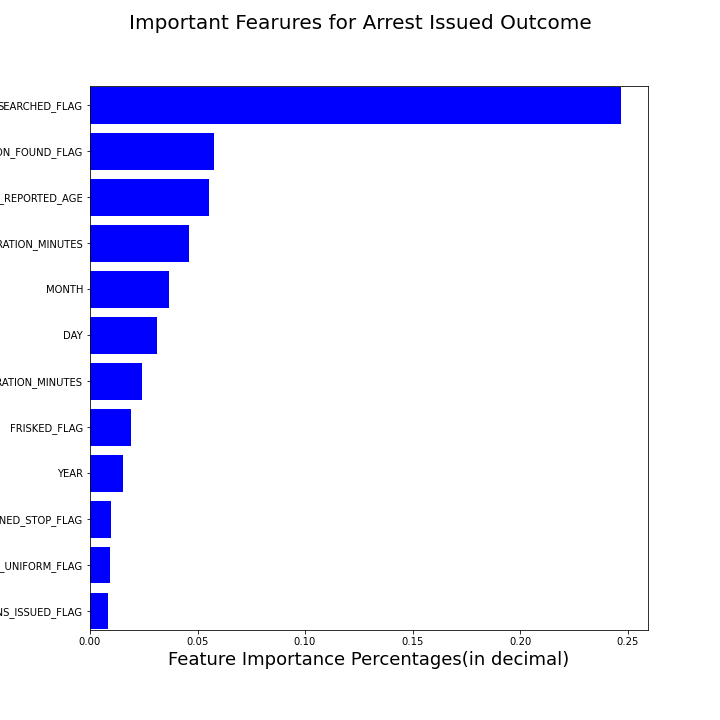 Important Fearures for Arrest Issued Outcome
SEARCHED_FLAG
ON_FOUND_FLAG
_REPORTED_AGE
RATION_MINUTES
MONTH
DAY
RATION_MINUTES
FRISKED_FLAG
YEAR
NED_STOP_FLAG
_UNIFORM_FLAG
NS_ISSUED_FLAG
0.00 0.05 0.10 0.15 0.20 0.25
Feature Importance Percentages(in decimal)